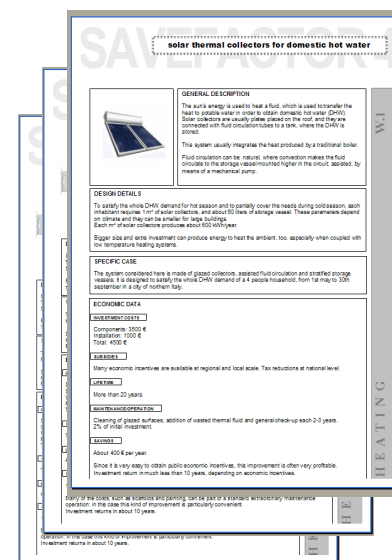 SAVEFACTOR
solar thermal collectors for domestic hot water
GENERAL DESCRIPTION
The sun's energy is used to heat a fluid, which is used to transfer the
heat to potable water in order to obtain domestic hot water (DHW).
Solar collectors are usually plates placed on the roof, and they are
connected with fluid circulation tubes to a tank, where the DHW is
stored.
This system usually integrates the heat produced by a traditional boiler.
Fluid circulation can be: natural, where convection makes the fluid
circulate to the storage vessel mounted higher in the circuit; assisted, by
means of a mechanical pump.
W.1
DESIGN DETAILS
To satisfy the whole DHW demand for hot season and to partially cover the needs during cold season, each
inhabitant requires 1 m² of solar collectors, and about 60 liters of storage vessel. These parameters depend
on climate and they can be smaller for large buildings.
Each m² of solar collectors produces about 600 kWh/year.
Bigger size and extra investment can produce energy to heat the ambient, too, especially when coupled with
low temperature heating systems.
SPECIFIC CASE
The system considered here is made of glazed collectors, assisted fluid circulation and stratified storage
vessels; it is designed to satisfy the whole DHW demand of a 4 people household, from 1st may to 30th
september in a city of northern Italy.
ECONOMIC DATA
INVESTMENT COSTS
Components: 3500 €
Installation: 1000 €
Total: 4500 €
SUBSIDIES
Many economic incentives are available at regional and local scale. Tax reductions at national level.
LIFETIME
More than 20 years.
MAINTENANCE/OPERATION
Cleaning of glazed surfaces, addition of wasted thermal fluid and general check-up each 2-3 years.
2% of initial investment.
SAVINGS
About 400 € per year.
Since it is very easy to obtain public economic incentives, this improvement is often very profitable.
Investment return in much less than 10 years, depending on economic incentives.
HEATING
Many of the costs, such as scaffolds and painting, can be part of a standard extraordinary maintenance
operation: in this case this kind of improvement is particularly convenient.
Investment returns in about 10 years.
HE
operation: in this case this kind of improvement is particularly convenient.
Investment returns in about 10 years.
HE